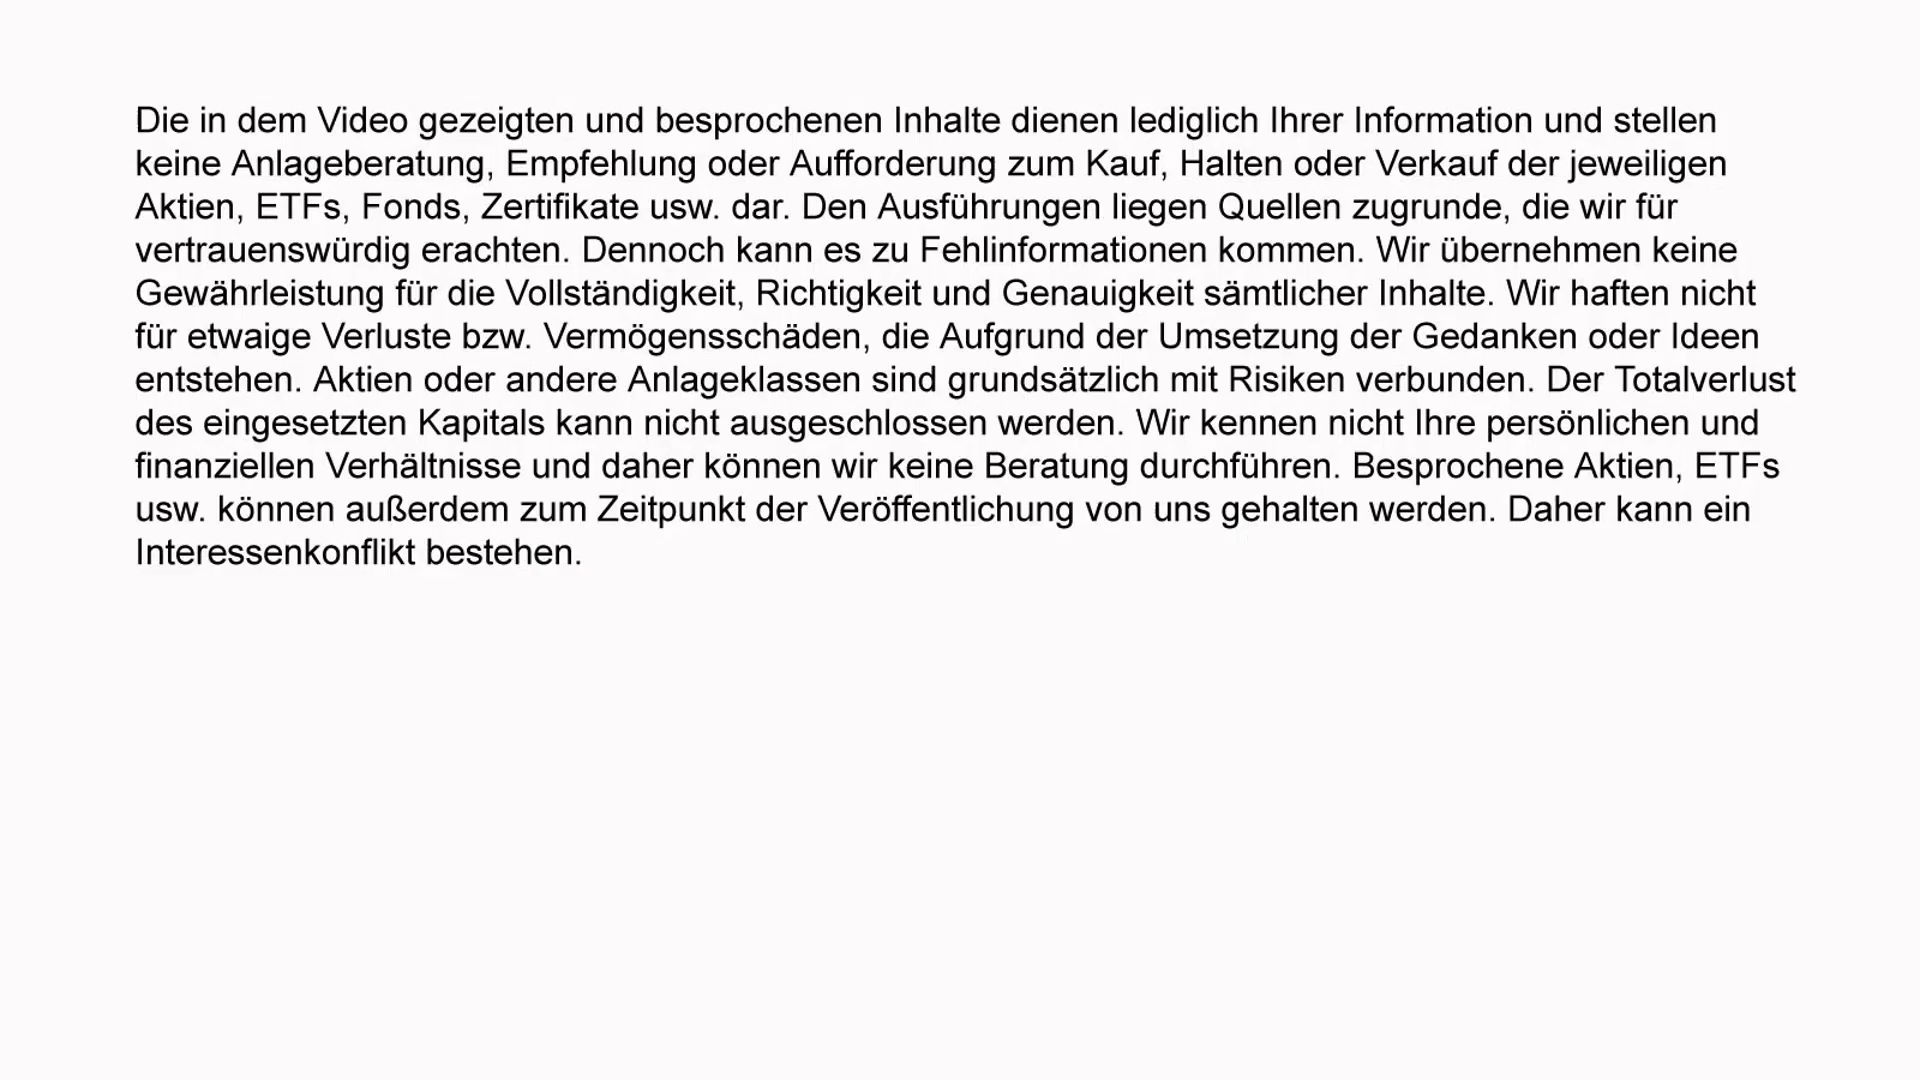 Die in dem Video gezeigten und besprochenen Inhalte dienen lediglich Ihrer Information und stellen
keine Anlageberatung, Empfehlung oder Aufforderung zum Kauf, Halten oder Verkauf der jeweiligen
Aktien, ETFs, Fonds, Zertifikate usw. dar. Den Ausführungen liegen Quellen zugrunde, die wir für
vertrauenswürdig erachten. Dennoch kann es zu Fehlinformationen kommen. Wir übernehmen keine
Gewährleistung für die Vollständigkeit, Richtigkeit und Genauigkeit sämtlicher Inhalte. Wir haften nicht
für etwaige Verluste bzw. Vermögensschäden, die Aufgrund der Umsetzung der Gedanken oder Ideen
entstehen. Aktien oder andere Anlageklassen sind grundsätzlich mit Risiken verbunden. Der Totalverlust
des eingesetzten Kapitals kann nicht ausgeschlossen werden. Wir kennen nicht Ihre persönlichen und
finanziellen Verhältnisse und daher können wir keine Beratung durchführen. Besprochene Aktien, ETFs
usw. können außerdem zum Zeitpunkt der Veröffentlichung von uns gehalten werden. Daher kann ein
Interessenkonflikt bestehen.